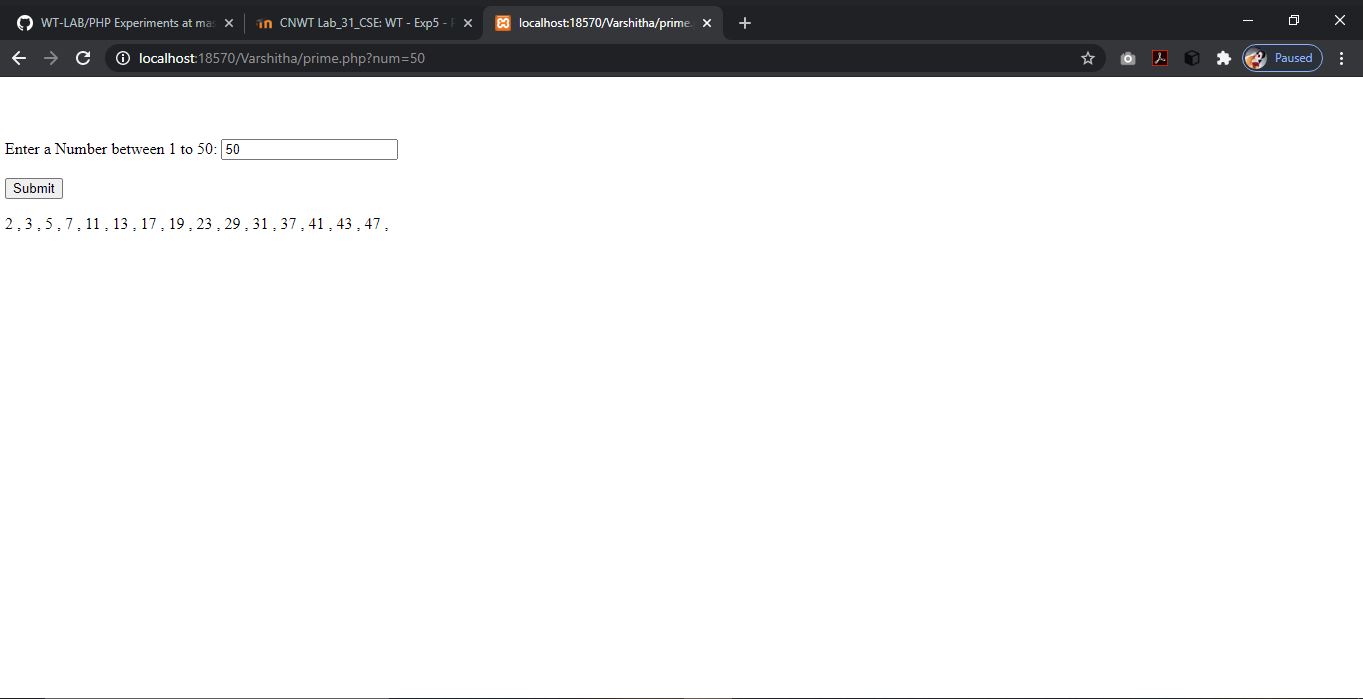 WT-LAB/PHP Experiments at mas
CNWT Lab_31_CSE: WT - Exp5 - P
localhost:18570/Varshitha/prime.
localhost:18570/Varshitha/prime.php?num=50
Paused
Enter a Number between 1 to 50: 50
Submit
2 , 3 , 5 , 7 , 11 , 13 , 17 , 19 , 23 , 29 , 31 , 37 , 41 , 43 , 47 ,